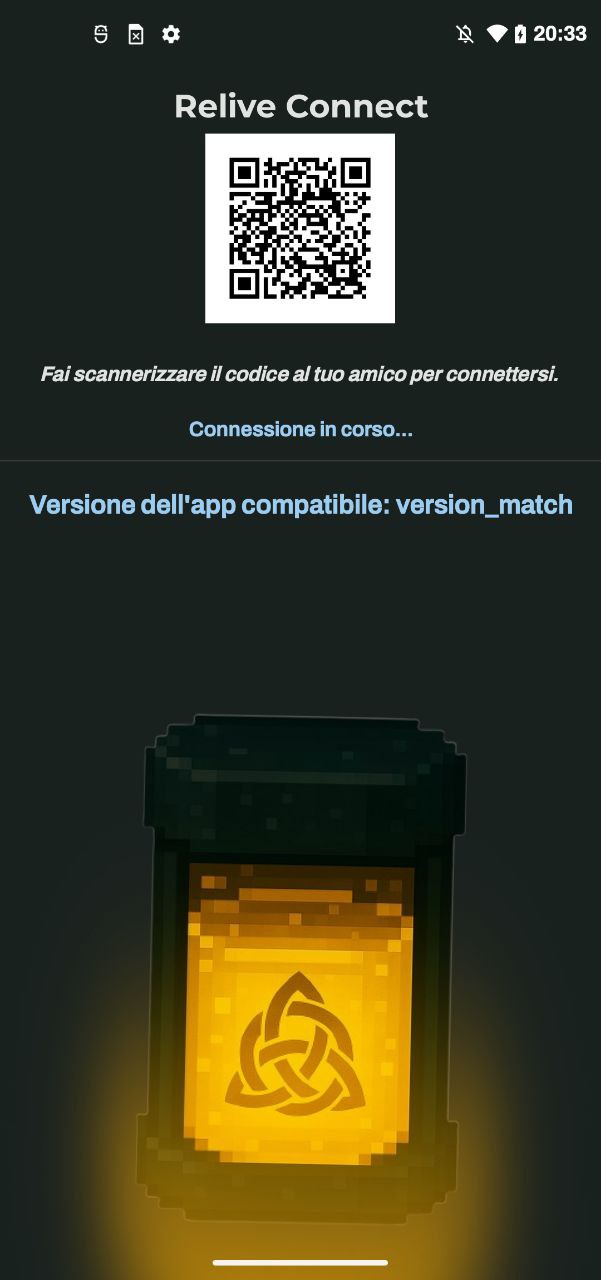 20:33
Relive Connect
Fai scannerizzare il codice al tuo amico per connettersi.
Connessione in corso...
Versione dell'app compatibile: version_match